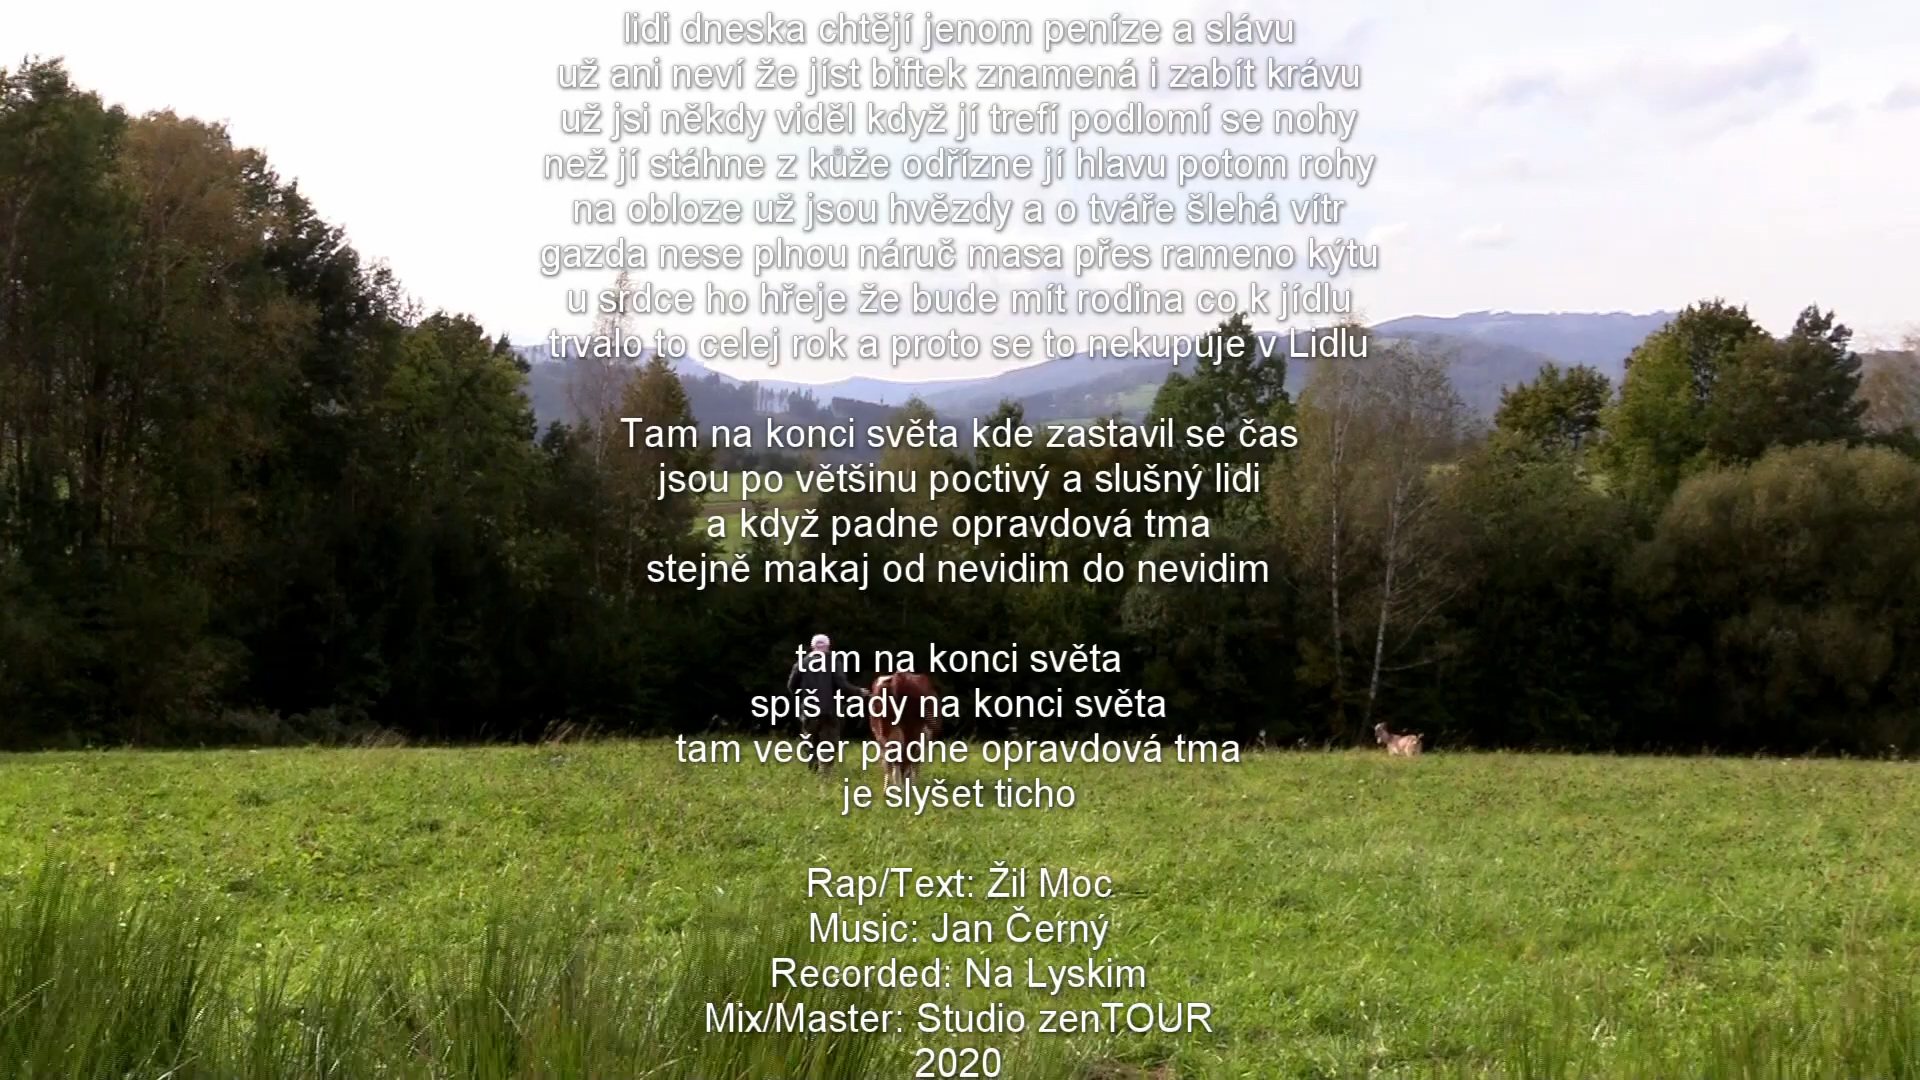 lidi dneska chtějí jenom peníze a slávu
už ani neví že jíst biftek znamená i zabít krávu
už jsi někdy viděl když jí trefí podlomí se nohy
než jí stáhne z kůže odřízne jí hlavu potom rohy
na obloze už jsou hvězdy a o tváře šlehá vítr
gazda nese plnou náruč masa přes rameno kýtu
u srdce ho hřeje že bude mít rodina co k jídlu
trvalo to celej rok a proto se to nekupuje v Lidlu
Tam na konci světa kde zastavil se čas
jsou po většinu poctivý a slušný lidi
a když padne opravdová tma
stejně makaj od nevidim do nevidim
tam na konci světa
spíš tady na konci světa
tam večer padne opravdová tma
je slyšet ticho
Rap/Text: Žil Moc
Music: Jan Černý
Recorded: Na Lyskim
Mix/Master: Studio zenTOUR
2020